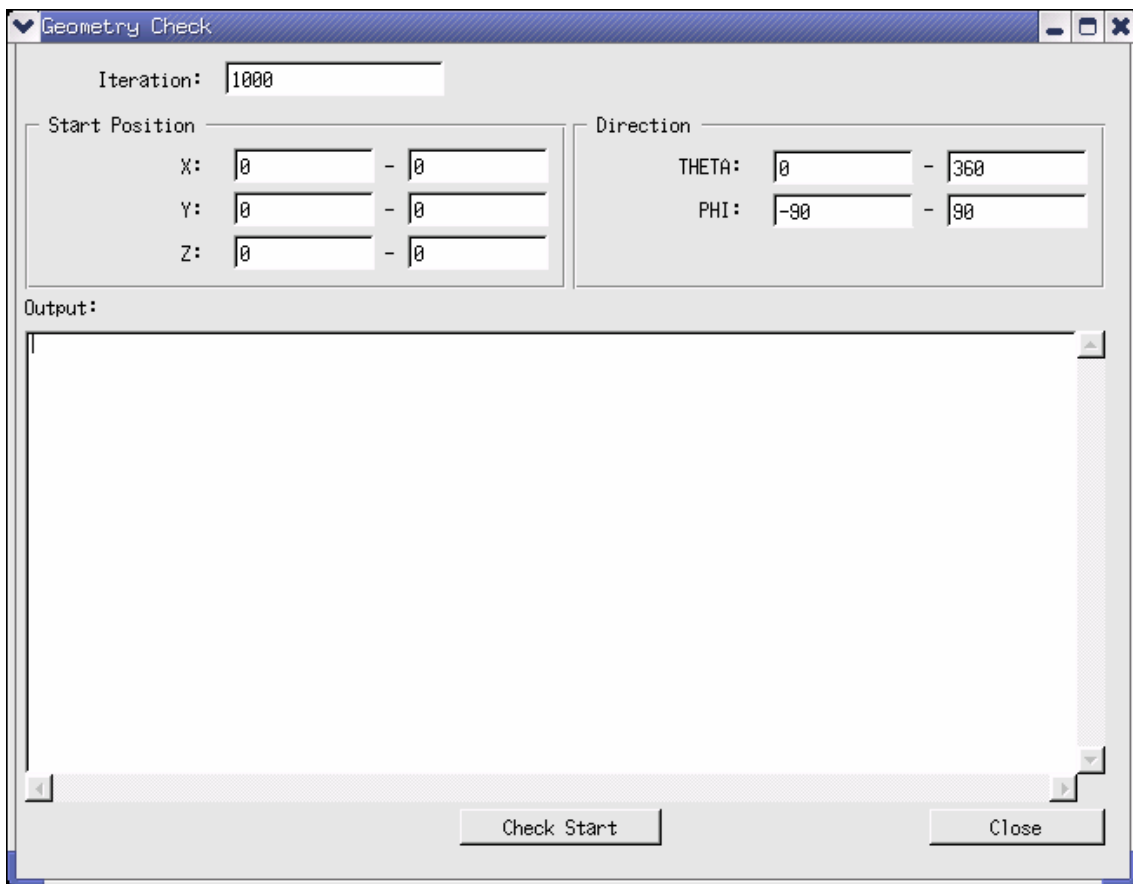 Geometry Check
Iteration: 1000
Start Position
X: 0 - 0
Y: 0 - 0
Z: 0 - 0
Direction
THETA: 0 - 360
PHI: -90 - 90
Output:
Check Start
Close